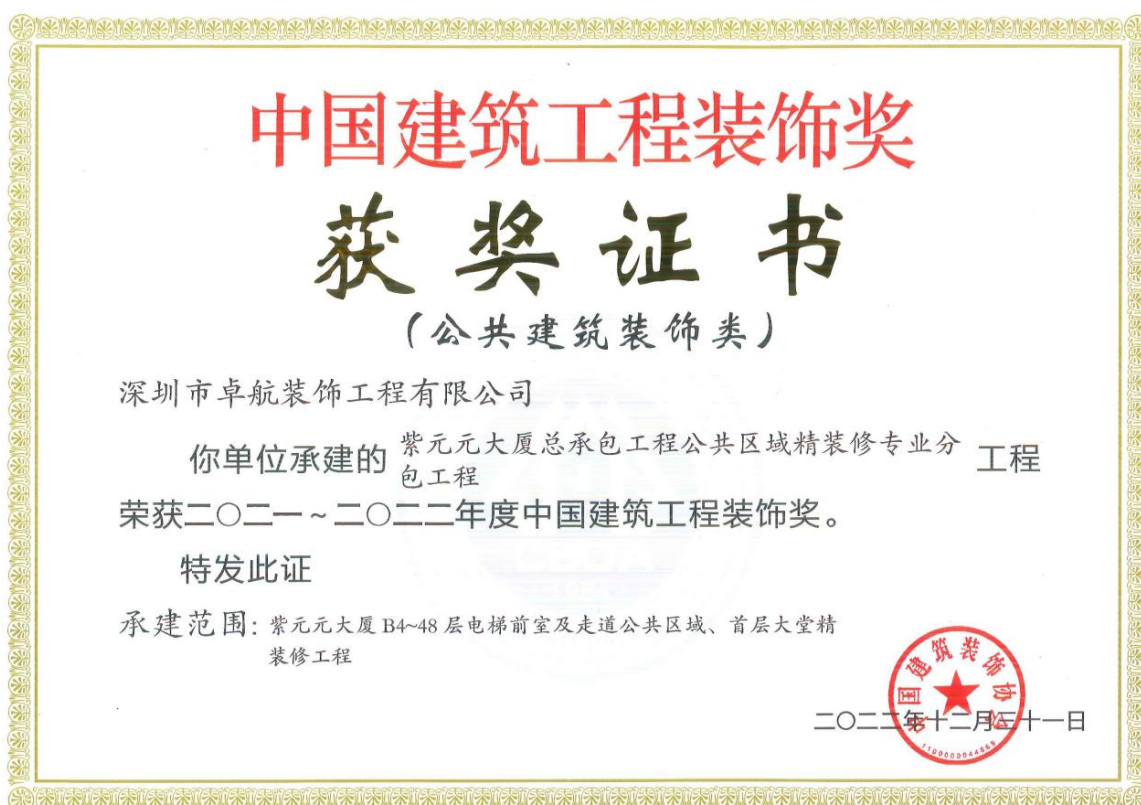 中国建筑工程装饰奖
获奖证书
(公共建筑装饰类)
深圳市卓航装饰工程有限公司
你单位承建的 紫元元大厦总承包工程公共区域精装修专业分
包工程 工程
荣获二〇二一~二〇二二年度中国建筑工程装饰奖。
特发此证
承建范围: 紫元元大厦 B4~48 层电梯前室及走道公共区域、首层大堂精
装修工程
中国建筑装饰协会
二〇二二年十二月三十一日